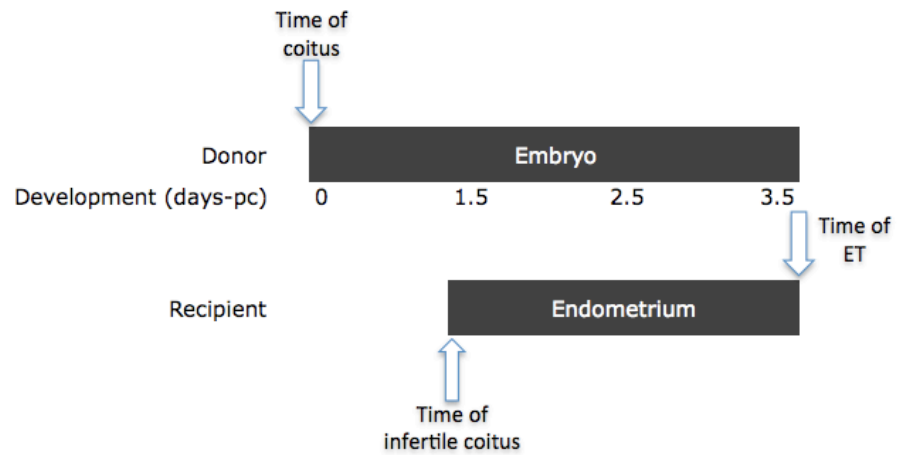 Time of
coitus
Donor
Embryo
Development (days-pc)
0 1.5 2.5 3.5
Time of
ET
Recipient
Endometrium
Time of
infertile coitus